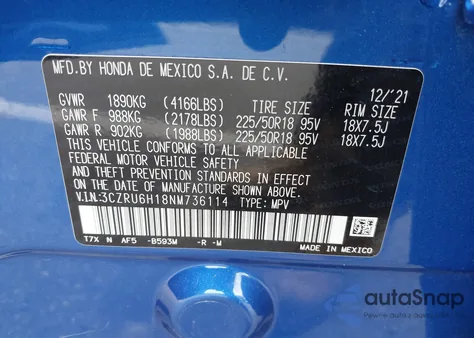 MFD.BY HONDA DE MEXICO S.A. DE C.V.
12/'21
GVWR 1890KG (4166LBS) TIRE SIZE RIM SIZE
GAWR F 988KG (2178LBS) 225/50R18 95V 18X7.5J
GAWR R 902KG (1988LBS) 225/50R18 95V 18X7.5J
THIS VEHICLE CONFORMS TO ALL APPLICABLE
FEDERAL MOTOR VEHICLE SAFETY, BUMPER,
AND THEFT PREVENTION STANDARDS IN EFFECT
ON THE DATE OF MANUFACTURE SHOWN ABOVE.
V.I.N:3CZRU6H18NM736114 TYPE: MPV
T7X N AF5 -B593M -R -M
MADE IN MEXICO
autoSnap